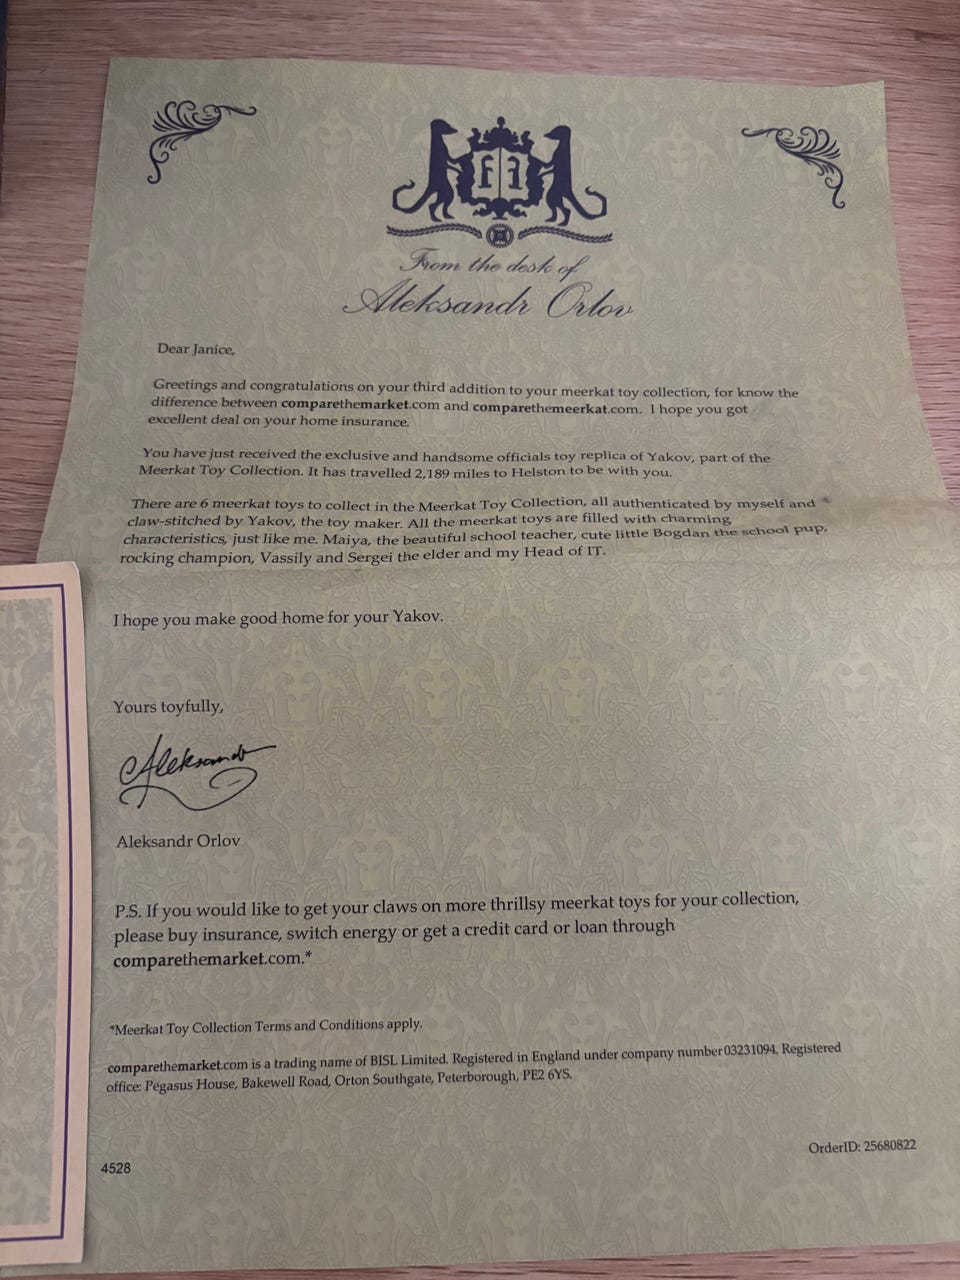 From the desk of
Aleksandr Orlov
Dear Janice,
Greetings and congratulations on your third addition to your meerkat toy collection, for know the
difference between comparethemarket.com and comparethemeerkat.com. I hope you got
excellent deal on your home insurance.
You have just received the exclusive and handsome officials toy replica of Yakov, part of the
Meerkat Toy Collection. It has travelled 2,189 miles to Helston to be with you.
There are 6 meerkat toys to collect in the Meerkat Toy Collection, all authenticated by myself and
claw-stitched by Yakov, the toy maker. All the meerkat toys are filled with charming
characteristics, just like me. Maiya, the beautiful school teacher, cute little Bogdan the school pup,
rocking champion, Vassily and Sergei the elder and my Head of IT.
I hope you make good home for your Yakov.
Yours toyfully,
Aleksandr
Aleksandr Orlov
P.S. If you would like to get your claws on more thrillsy meerkat toys for your collection,
please buy insurance, switch energy or get a credit card or loan through
comparethemarket.com.*
*Meerkat Toy Collection Terms and Conditions apply.
comparethemarket.com is a trading name of BISL Limited. Registered in England under company number 03231094. Registered
office: Pegasus House, Bakewell Road, Orton Southgate, Peterborough, PE2 6YS.
OrderID: 25680822
4528